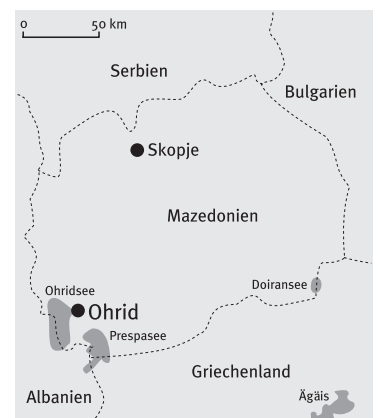 0 50 km
Serbien
Bulgarien
Skopje
Mazedonien
Ohridsee
Doiransee
Ohrid
Prespasee
Griechenland
Albanien
Ägäis